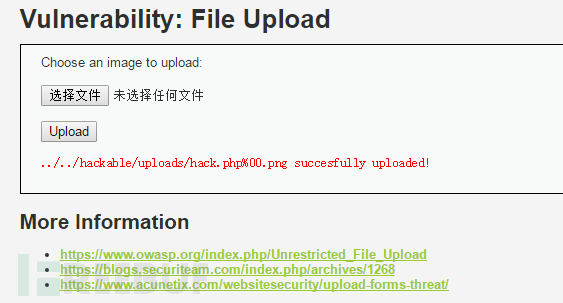 Vulnerability: File Upload
Choose an image to upload:
选择文件 未选择任何文件
Upload
../../hackable/uploads/hack.php%00.png succesfully uploaded!
More Information
https://www.owasp.org/index.php/Unrestricted_File_Upload
https://blogs.securiteam.com/index.php/archives/1268
https://www.acunetix.com/websitesecurity/upload-forms-threat/